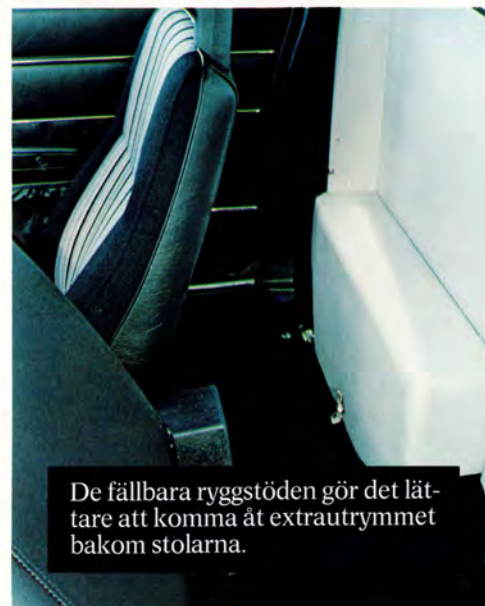 De fällbara ryggstöden gör det lät-
tare att komma åt extrautrymmet
bakom stolarna.